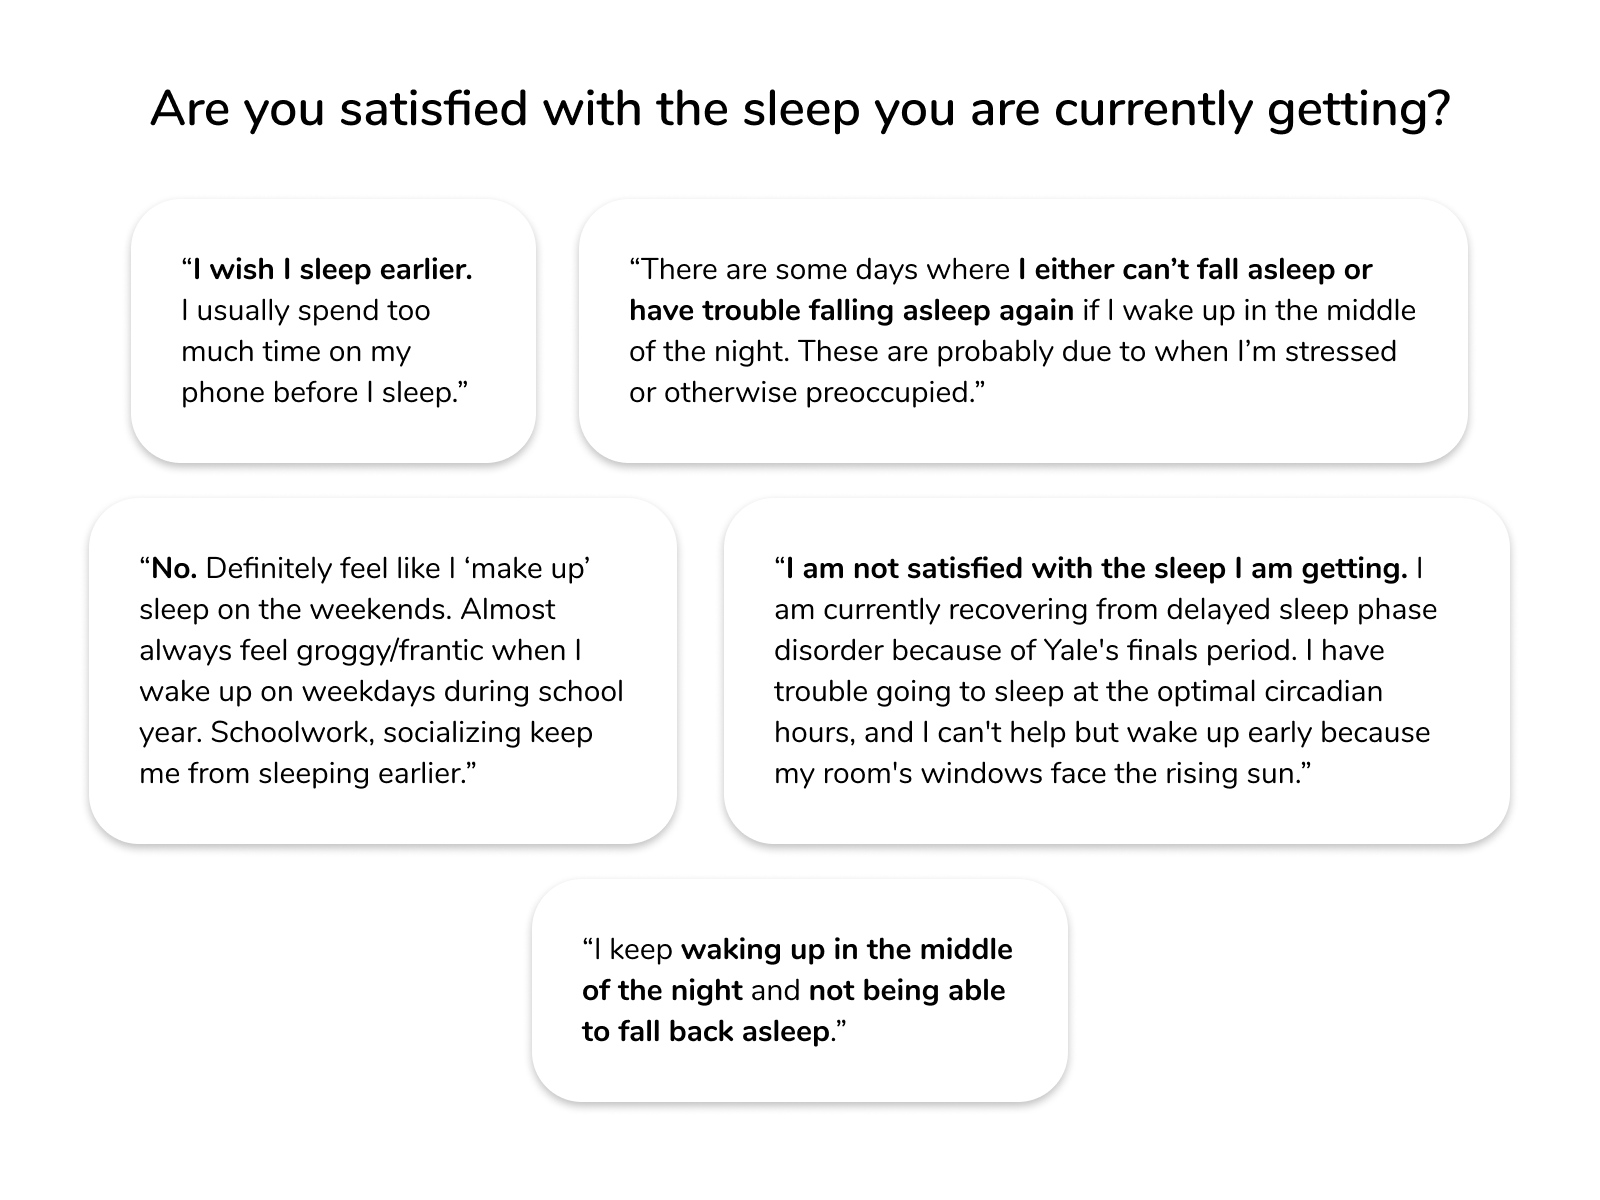 Are you satisfied with the sleep you are currently getting?
“I wish I sleep earlier.
I usually spend too
much time on my
phone before I sleep.”
“There are some days where I either can’t fall asleep or
have trouble falling asleep again if I wake up in the middle
of the night. These are probably due to when I’m stressed
or otherwise preoccupied.”
“No. Definitely feel like I ‘make up’
sleep on the weekends. Almost
always feel groggy/frantic when I
wake up on weekdays during school
year. Schoolwork, socializing keep
me from sleeping earlier.”
“I am not satisfied with the sleep I am getting. I
am currently recovering from delayed sleep phase
disorder because of Yale's finals period. I have
trouble going to sleep at the optimal circadian
hours, and I can't help but wake up early because
my room's windows face the rising sun.”
“I keep waking up in the middle
of the night and not being able
to fall back asleep.”